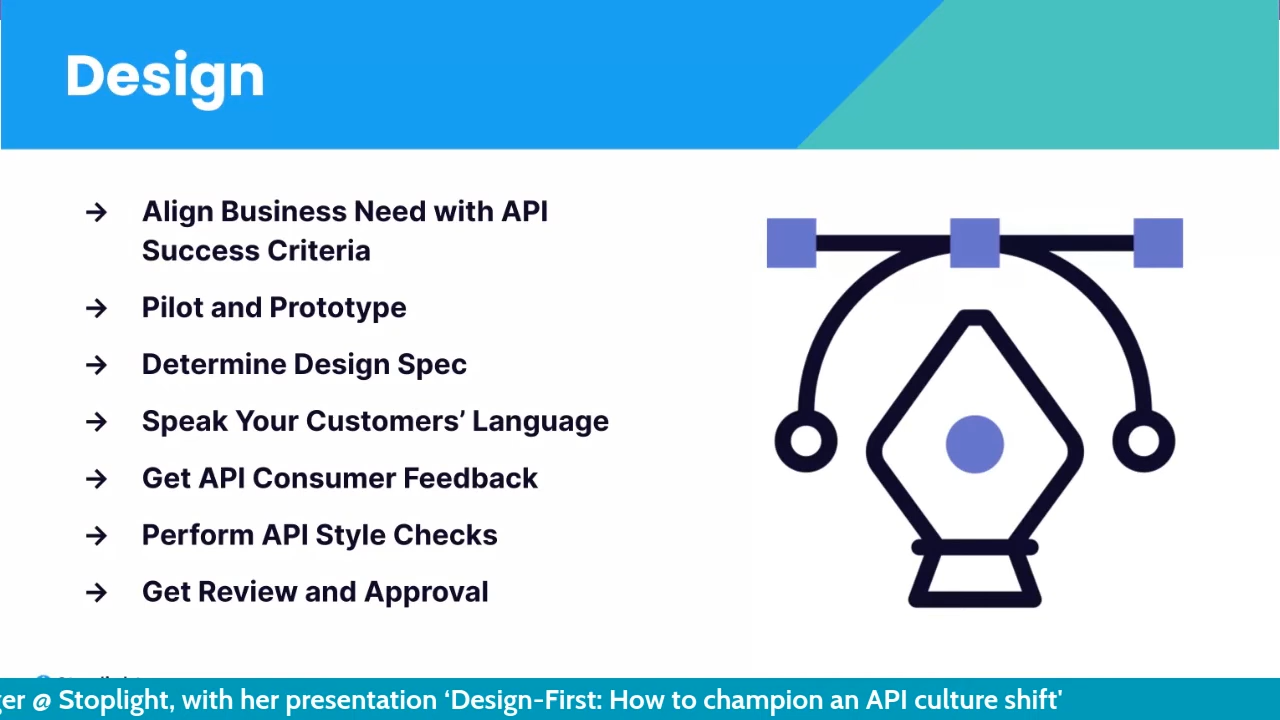 Design
→ Align Business Need with API
Success Criteria
→ Pilot and Prototype
→ Determine Design Spec
→ Speak Your Customers’ Language
→ Get API Consumer Feedback
→ Perform API Style Checks
→ Get Review and Approval
@ Stoplight, with her presentation ‘Design-First: How to champion an API culture shift'